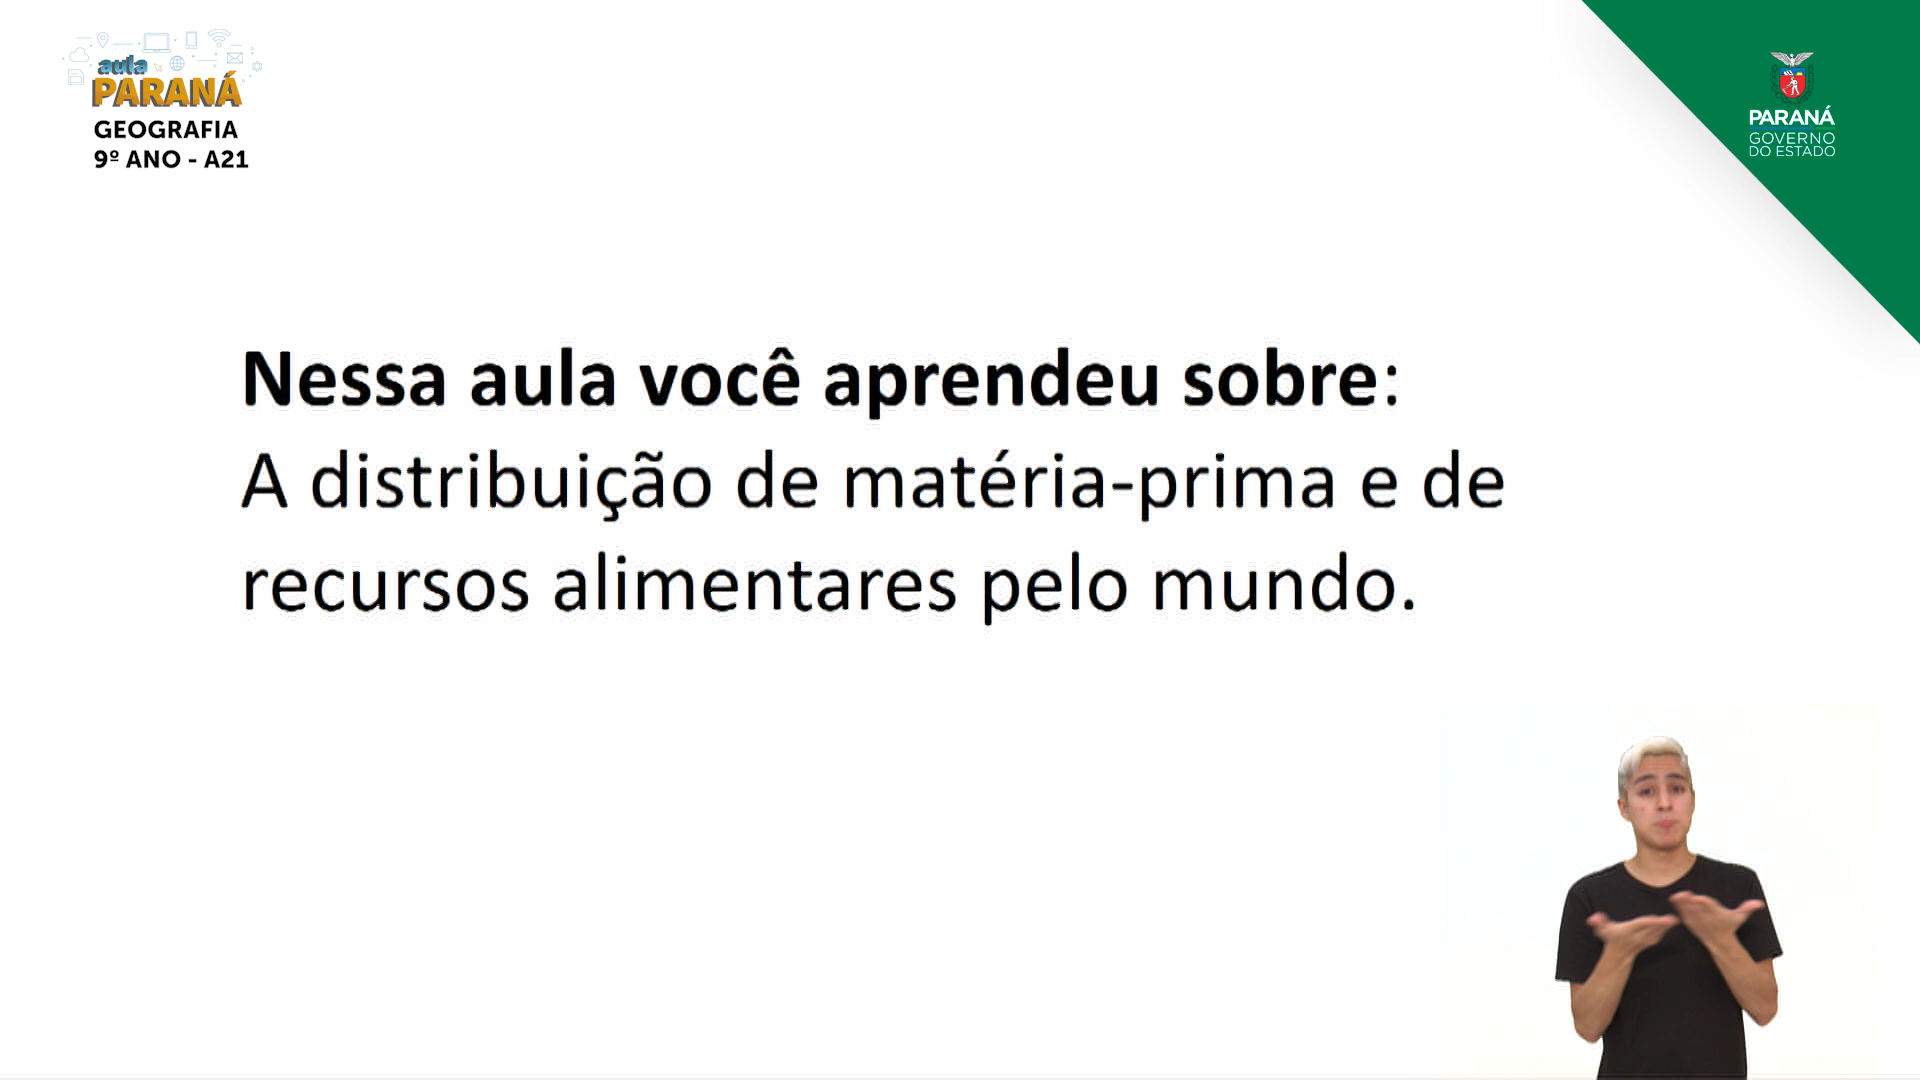 aula
PARANÁ
GEOGRAFIA
9º ANO - A21
PARANÁ
GOVERNO
DO ESTADO
Nessa aula você aprendeu sobre:
A distribuição de matéria-prima e de
recursos alimentares pelo mundo.